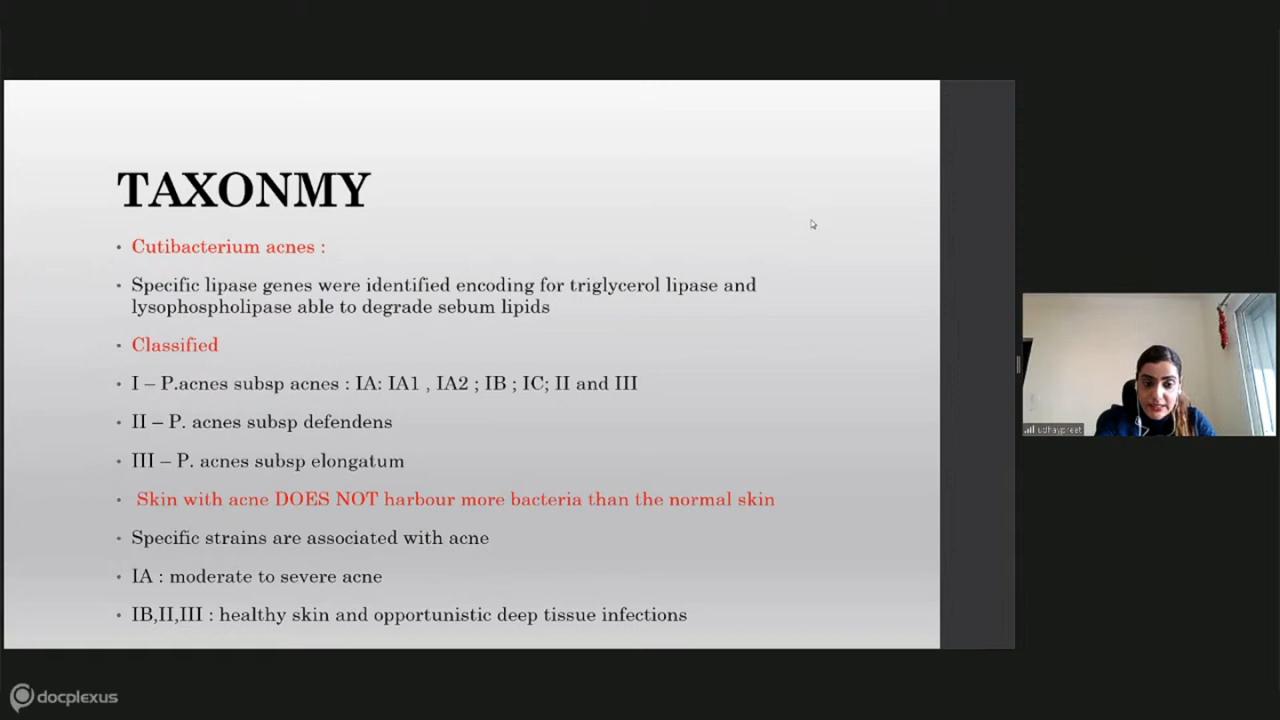 TAXONMY
• Cutibacterium acnes :
• Specific lipase genes were identified encoding for triglycerol lipase and
lysophospholipase able to degrade sebum lipids
• Classified
• I – P.acnes subsp acnes : IA: IA1 , IA2 ; IB ; IC; II and III
• II – P. acnes subsp defendens
• III – P. acnes subsp elongatum
• Skin with acne DOES NOT harbour more bacteria than the normal skin
• Specific strains are associated with acne
• IA : moderate to severe acne
• IB,II,III : healthy skin and opportunistic deep tissue infections
udhaypreet
docplexus